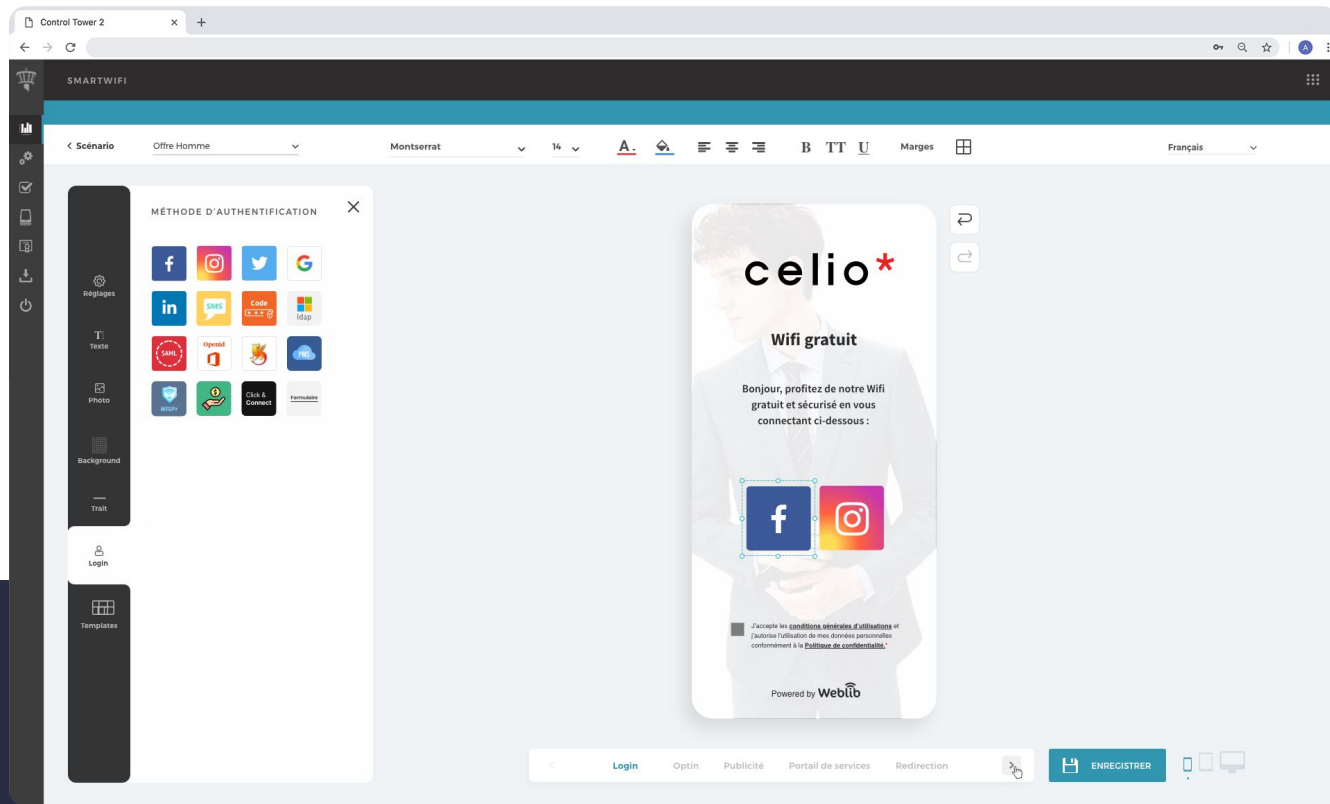 Control Tower 2
A
SMARTWIFI
Scénario
Offre Homme
Montserrat
14
A
B TT U
Marges
Français
MÉTHODE D'AUTHENTIFICATION
Réglages
Texte
Photo
Background
Trait
Login
Templates
f
G
in
SMS
Code
ldap
SAML
OpenId
PMS
WISPr
Click &
Connect
Formulaire
celio*
Wifi gratuit
Bonjour, profitez de notre Wifi
gratuit et sécurisé en vous
connectant ci-dessous :
f
J'accepte les conditions générales d'utilisations et
j'autorise l'utilisation de mes données personnelles
conformément à la Politique de confidentialité.*
Powered by Weblib
Login
Optin
Publicité
Portail de services
Redirection
ENREGISTRER